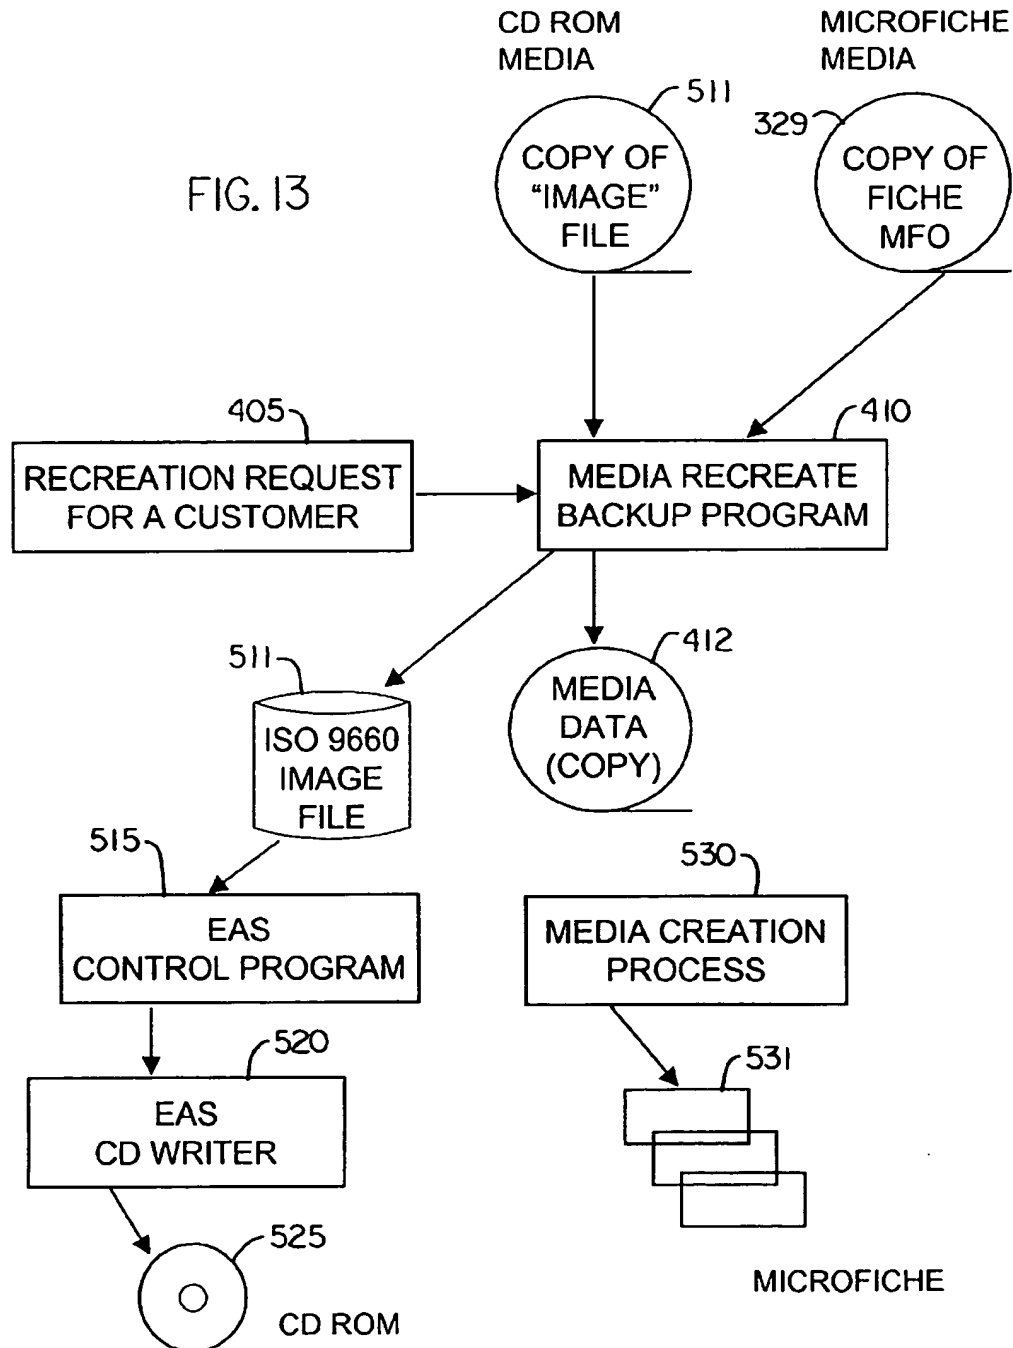 CD ROM
MEDIA
MICROFICHE
MEDIA
511
329
COPY OF
“IMAGE”
FILE
COPY OF
FICHE
MFO
FIG. 13
405
410
RECREATION REQUEST
FOR A CUSTOMER
MEDIA RECREATE
BACKUP PROGRAM
511
412
ISO 9660
IMAGE
FILE
MEDIA
DATA
(COPY)
515
530
EAS
CONTROL PROGRAM
MEDIA CREATION
PROCESS
520
531
EAS
CD WRITER
525
CD ROM
MICROFICHE